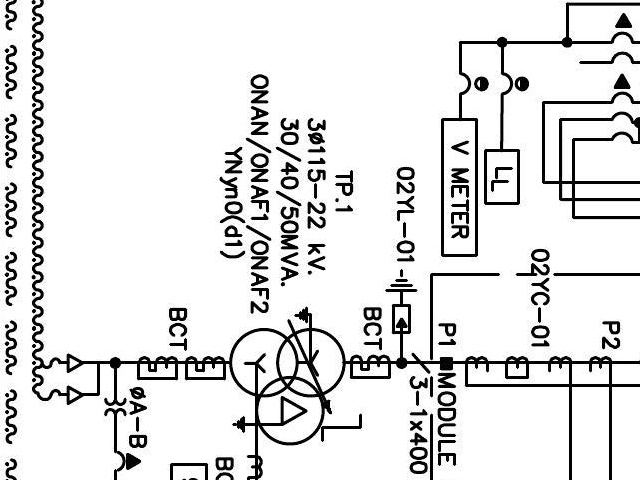 TP.1
3ø115-22 kV.
30/40/50MVA.
ONAN/ONAF1/ONAF2
YNyn0(d1)
02YL-01
V METER
LL
02YC-01
P1
P2
BCT
BCT
MODULE
3-1x400
øA-B